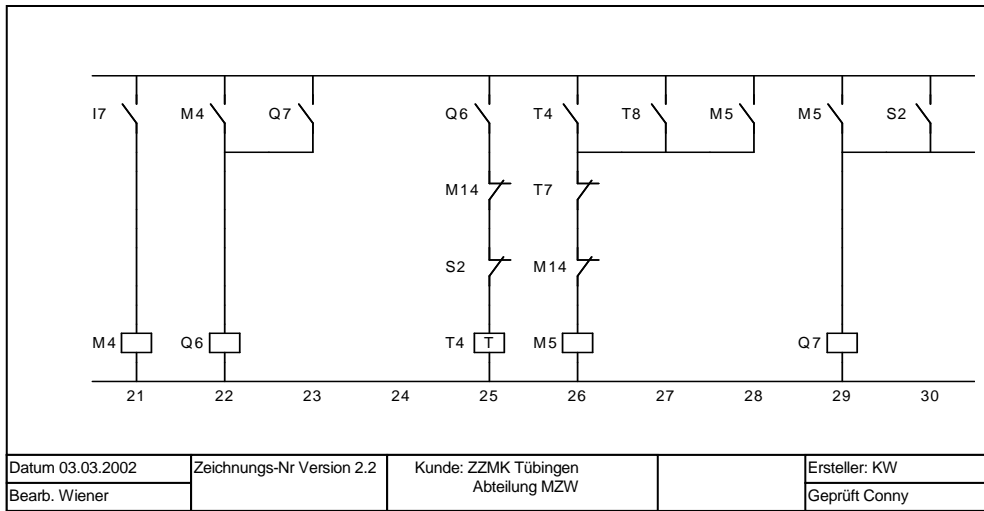 I7 M4 Q7 Q6 T4 T8 M5 M5 S2
M14 T7
S2 M14
M4 Q6 T4 T M5 Q7
21 22 23 24 25 26 27 28 29 30
Datum 03.03.2002
Bearb. Wiener
Zeichnungs-Nr Version 2.2
Kunde: ZZMK Tübingen
Abteilung MZW
Ersteller: KW
Geprüft Conny